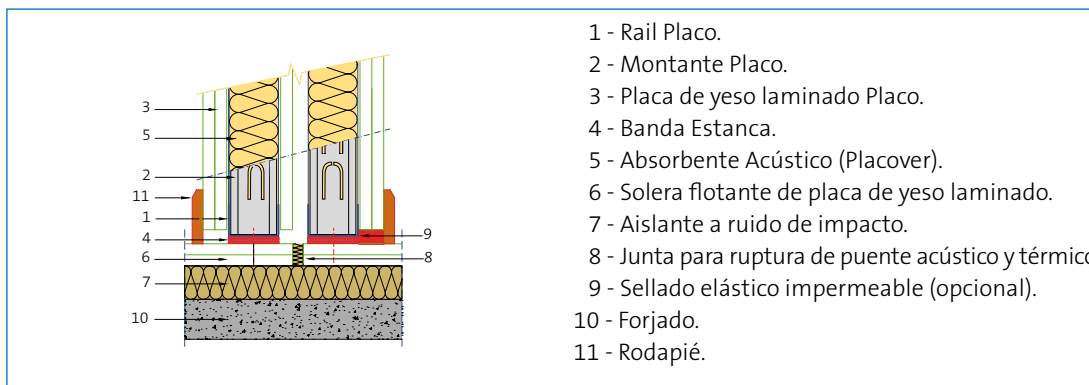 3
5
2
11
1
4
6
7
10
9
8
1 - Rail Placo.
2 - Montante Placo.
3 - Placa de yeso laminado Placo.
4 - Banda Estanca.
5 - Absorbente Acústico (Placover).
6 - Solera flotante de placa de yeso laminado.
7 - Aislante a ruido de impacto.
8 - Junta para ruptura de puente acústico y térmico
9 - Sellado elástico impermeable (opcional).
10 - Forjado.
11 - Rodapié.